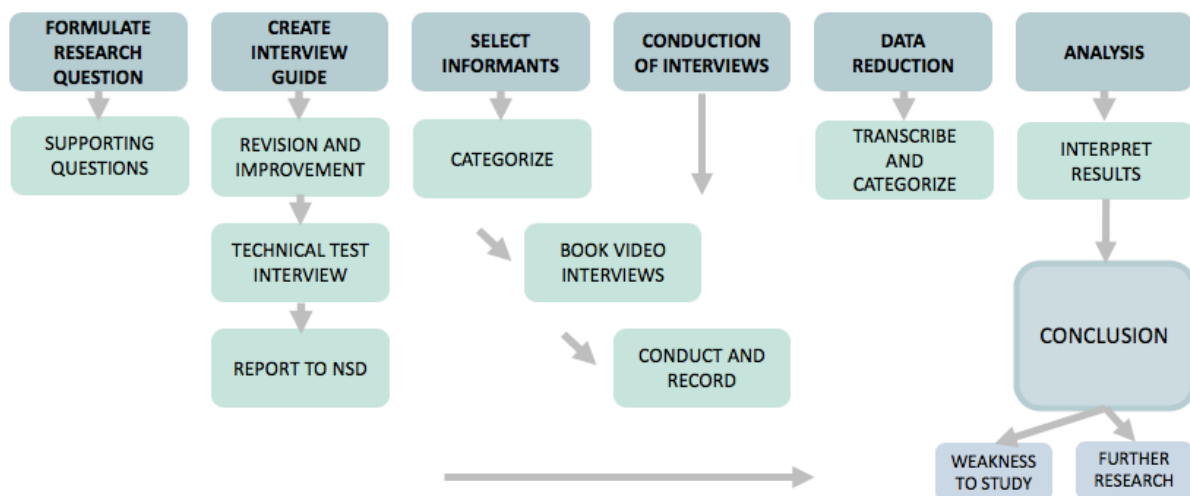 FORMULATE
RESEARCH
QUESTION
CREATE
INTERVIEW
GUIDE
SELECT
INFORMANTS
CONDUCTION
OF INTERVIEWS
DATA
REDUCTION
ANALYSIS
SUPPORTING
QUESTIONS
REVISION AND
IMPROVEMENT
CATEGORIZE
TRANSCRIBE
AND
CATEGORIZE
INTERPRET
RESULTS
TECHNICAL TEST
INTERVIEW
BOOK VIDEO
INTERVIEWS
CONCLUSION
REPORT TO NSD
CONDUCT AND
RECORD
WEAKNESS
TO STUDY
FURTHER
RESEARCH